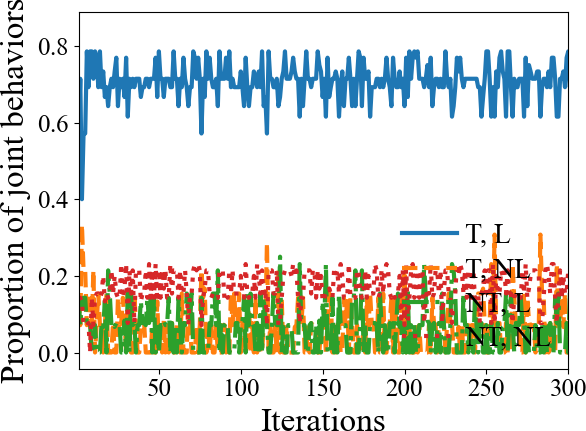 Proportion of joint behaviors
0.8
0.6
0.4
0.2
0.0
T, L
T, NL
NT, L
NT, NL
50
100
150
200
250
300
Iterations